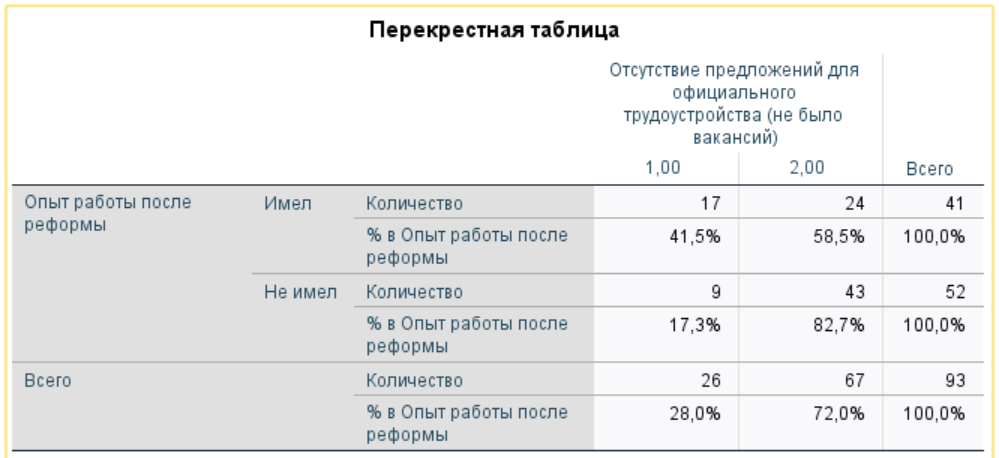 Перекрестная таблица
Отсутствие предложений для
официального
трудоустройства (не было
вакансий)
1,00 2,00 Всего
Опыт работы после
реформы
Имел Количество 17 24 41
% в Опыт работы после
реформы
41,5% 58,5% 100,0%
Не имел Количество 9 43 52
% в Опыт работы после
реформы
17,3% 82,7% 100,0%
Всего Количество 26 67 93
% в Опыт работы после
реформы
28,0% 72,0% 100,0%